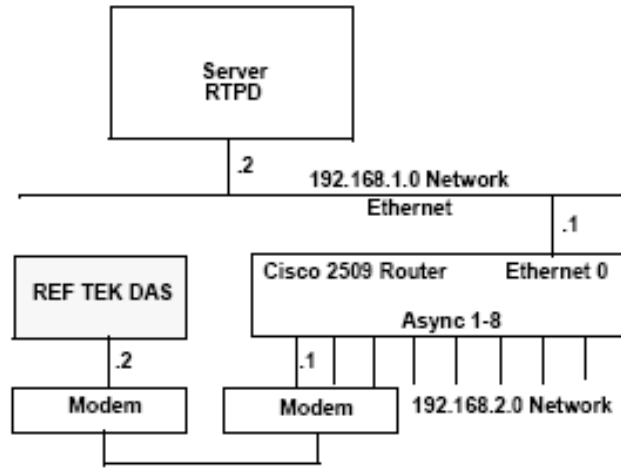 Server
RTPD
.2
192.168.1.0 Network
Ethernet
.1
Cisco 2509 Router
Ethernet 0
REF TEK DAS
Async 1-8
.2
.1
Modem
Modem
192.168.2.0 Network